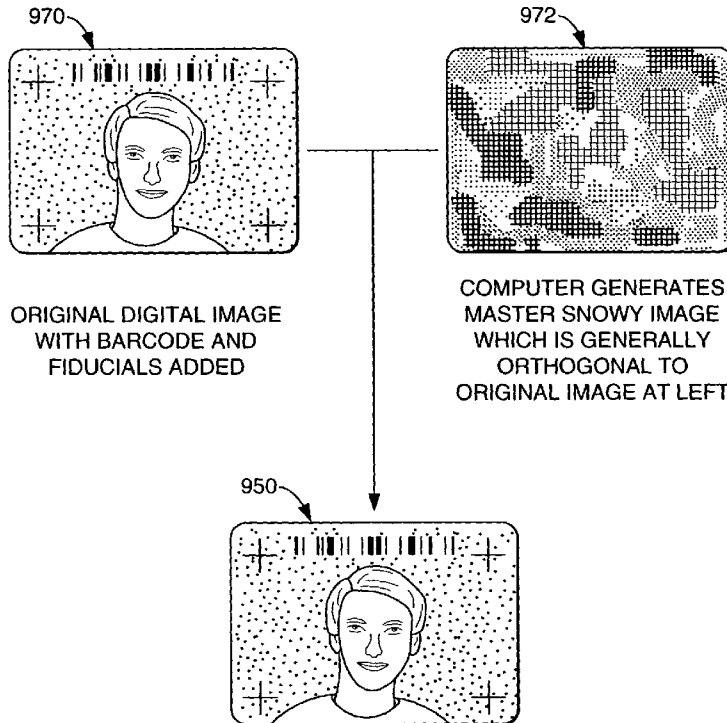 970
972
ORIGINAL DIGITAL IMAGE
WITH BARCODE AND
FIDUCIALS ADDED
COMPUTER GENERATES
MASTER SNOWY IMAGE
WHICH IS GENERALLY
ORTHOGONAL TO
ORIGINAL IMAGE AT LEFT
950